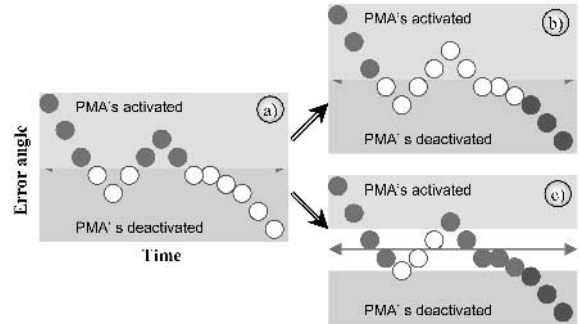 PMA's activated
a)
PMA' s deactivated
Error angle
Time
b)
PMA's activated
PMA' s deactivated
PMA's activated
c)
PMA' s deactivated